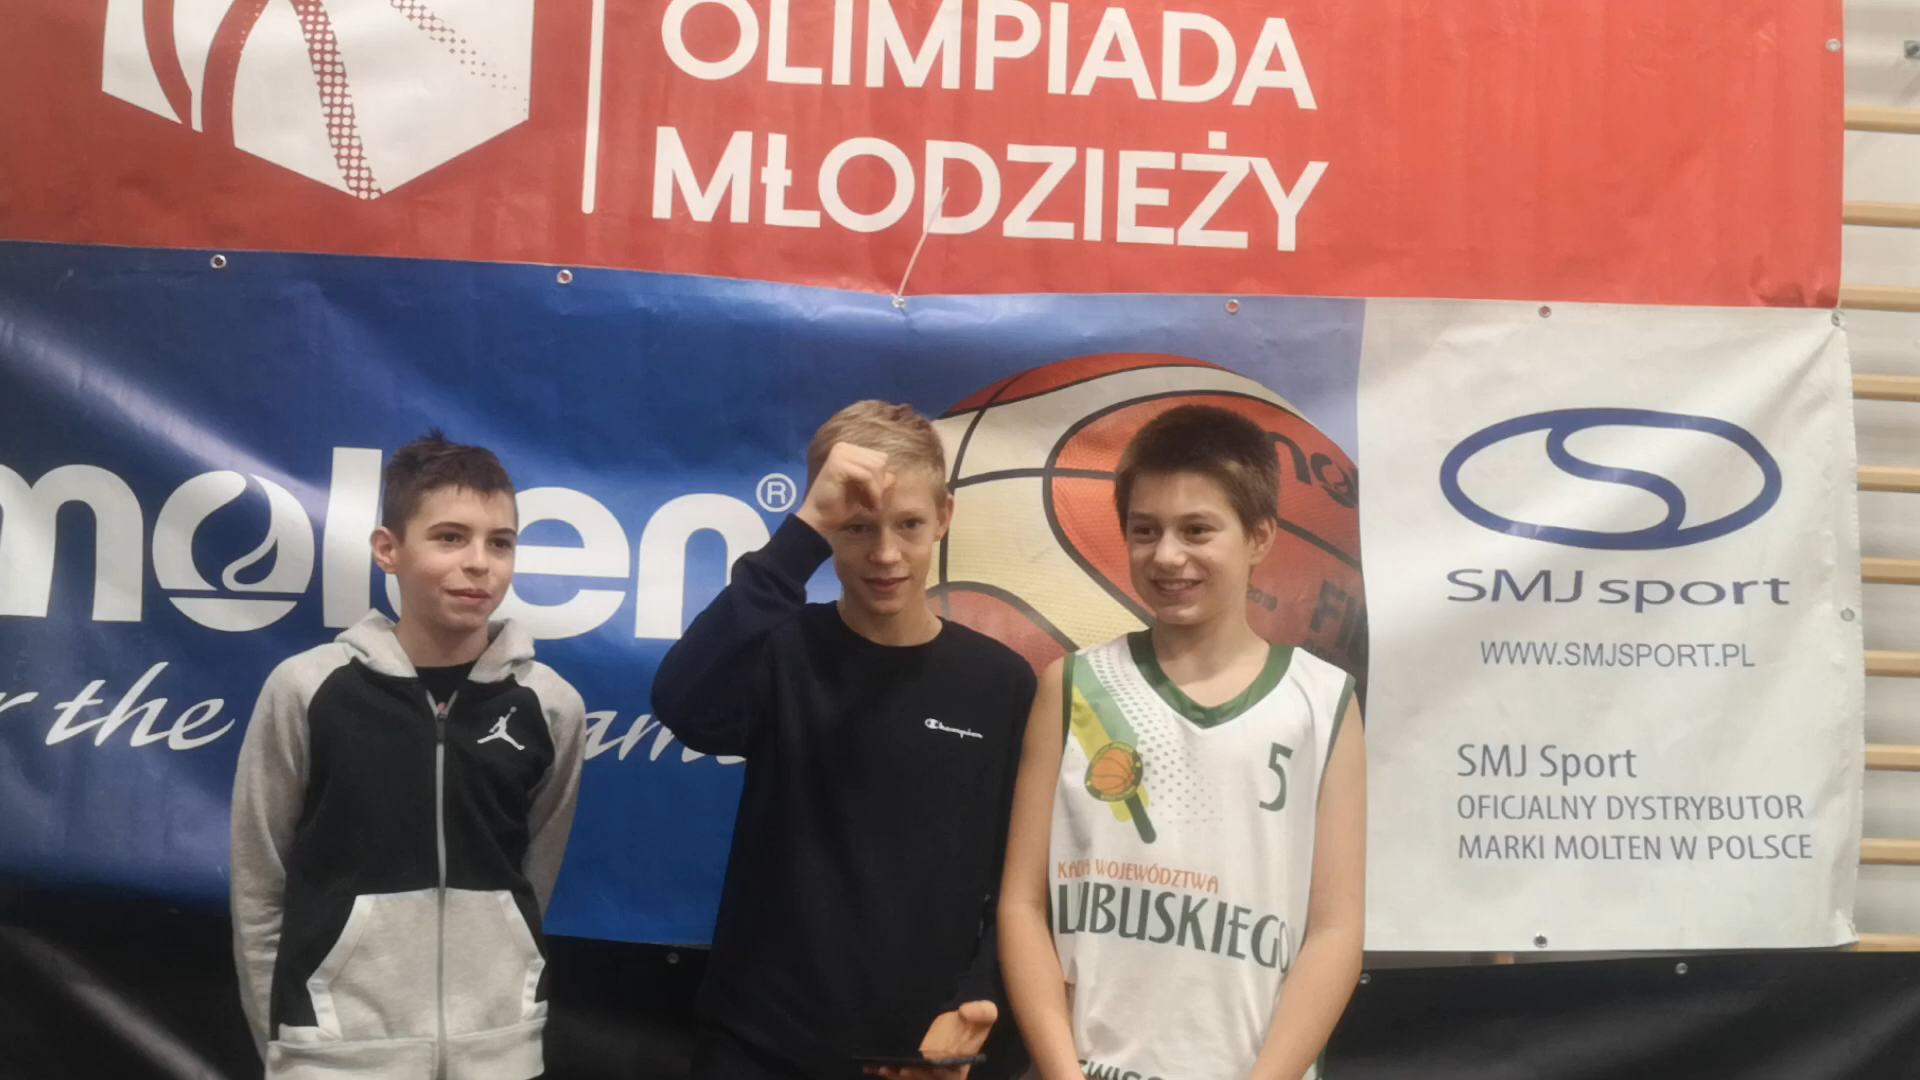 OLIMPIADA
MŁODZIEŻY
molten®
the
Champion
5
WOJEWÓDZTWA
LUBUSKIEGO
SMJ sport
WWW.SMJSPORT.PL
SMJ Sport
OFICJALNY DYSTRYBUTOR
MARKI MOLTEN W POLSCE